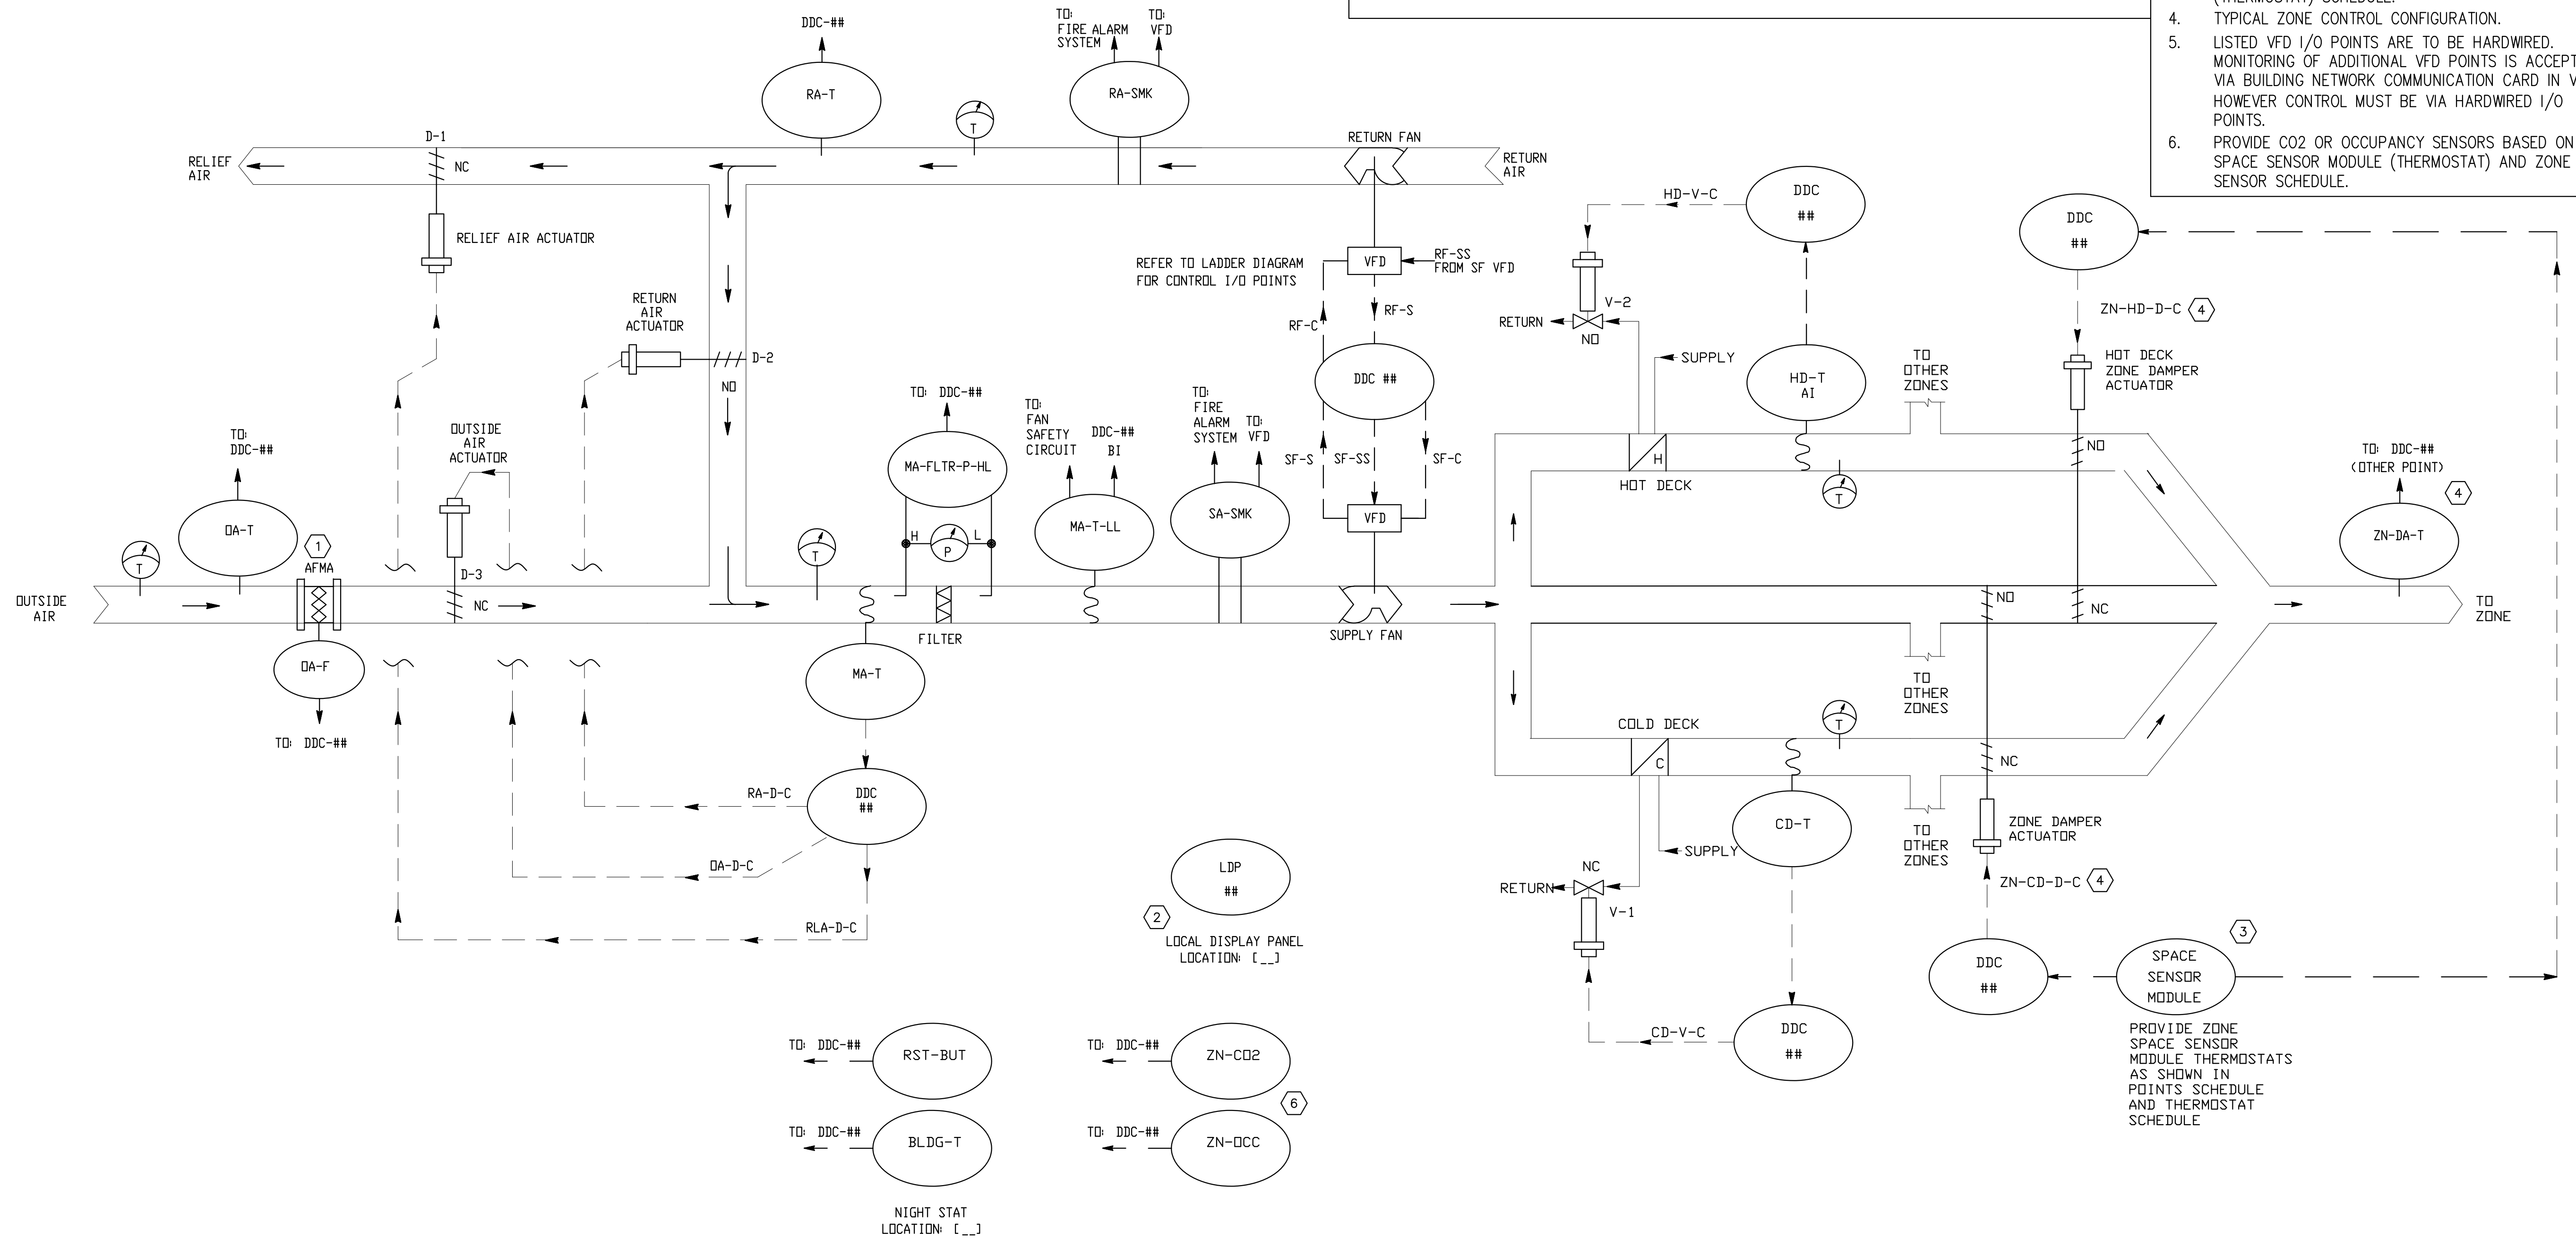 (THERMOSTAT) SCHEDULE.
4. TYPICAL ZONE CONTROL CONFIGURATION.
5. LISTED VFD I/O POINTS ARE TO BE HARDWIRED.
MONITORING OF ADDITIONAL VFD POINTS IS ACCEPT
VIA BUILDING NETWORK COMMUNICATION CARD IN V
HOWEVER CONTROL MUST BE VIA HARDWIRED I/O
POINTS.
6. PROVIDE CO2 OR OCCUPANCY SENSORS BASED ON
SPACE SENSOR MODULE (THERMOSTAT) AND ZONE
SENSOR SCHEDULE.
DDC-##
RA-T
T
TO:
FIRE ALARM
SYSTEM
TO:
VFD
RA-SMK
D-1
NC
RELIEF
AIR
RETURN FAN
RETURN
AIR
RELIEF AIR ACTUATOR
RETURN
AIR
ACTUATOR
D-2
NO
REFER TO LADDER DIAGRAM
FOR CONTROL I/O POINTS
VFD
RF-SS
FROM SF VFD
RF-C
RF-S
DDC ##
SF-S
SF-SS
SF-C
VFD
HD-V-C
DDC
##
V-2
RETURN
NO
SUPPLY
HD-T
AI
H
HOT DECK
T
TO
OTHER
ZONES
DDC
##
ZN-HD-D-C
4
HOT DECK
ZONE DAMPER
ACTUATOR
NO
TO: DDC-##
(OTHER POINT)
4
ZN-DA-T
TO:
DDC-##
OA-T
T
1
AFMA
OUTSIDE
AIR
ACTUATOR
D-3
NC
OUTSIDE
AIR
OA-F
TO: DDC-##
TO: DDC-##
MA-FLTR-P-HL
H
P
L
T
FILTER
TO:
FAN
SAFETY
CIRCUIT
DDC-##
BI
MA-T-LL
TO:
FIRE
ALARM
SYSTEM
TO:
VFD
SA-SMK
SUPPLY FAN
NO
NC
TO
ZONE
MA-T
DDC
##
RA-D-C
OA-D-C
RLA-D-C
TO
OTHER
ZONES
COLD DECK
T
C
NC
CD-T
SUPPLY
NC
RETURN
V-1
TO
OTHER
ZONES
ZONE DAMPER
ACTUATOR
ZN-CD-D-C
4
LDP
##
2
LOCAL DISPLAY PANEL
LOCATION: [__]
DDC
##
SPACE
SENSOR
MODULE
3
PROVIDE ZONE
SPACE SENSOR
MODULE THERMOSTATS
AS SHOWN IN
POINTS SCHEDULE
AND THERMOSTAT
SCHEDULE
CD-V-C
DDC
##
TO: DDC-##
RST-BUT
TO: DDC-##
ZN-CO2
6
TO: DDC-##
BLDG-T
TO: DDC-##
ZN-OCC
NIGHT STAT
LOCATION: [__]